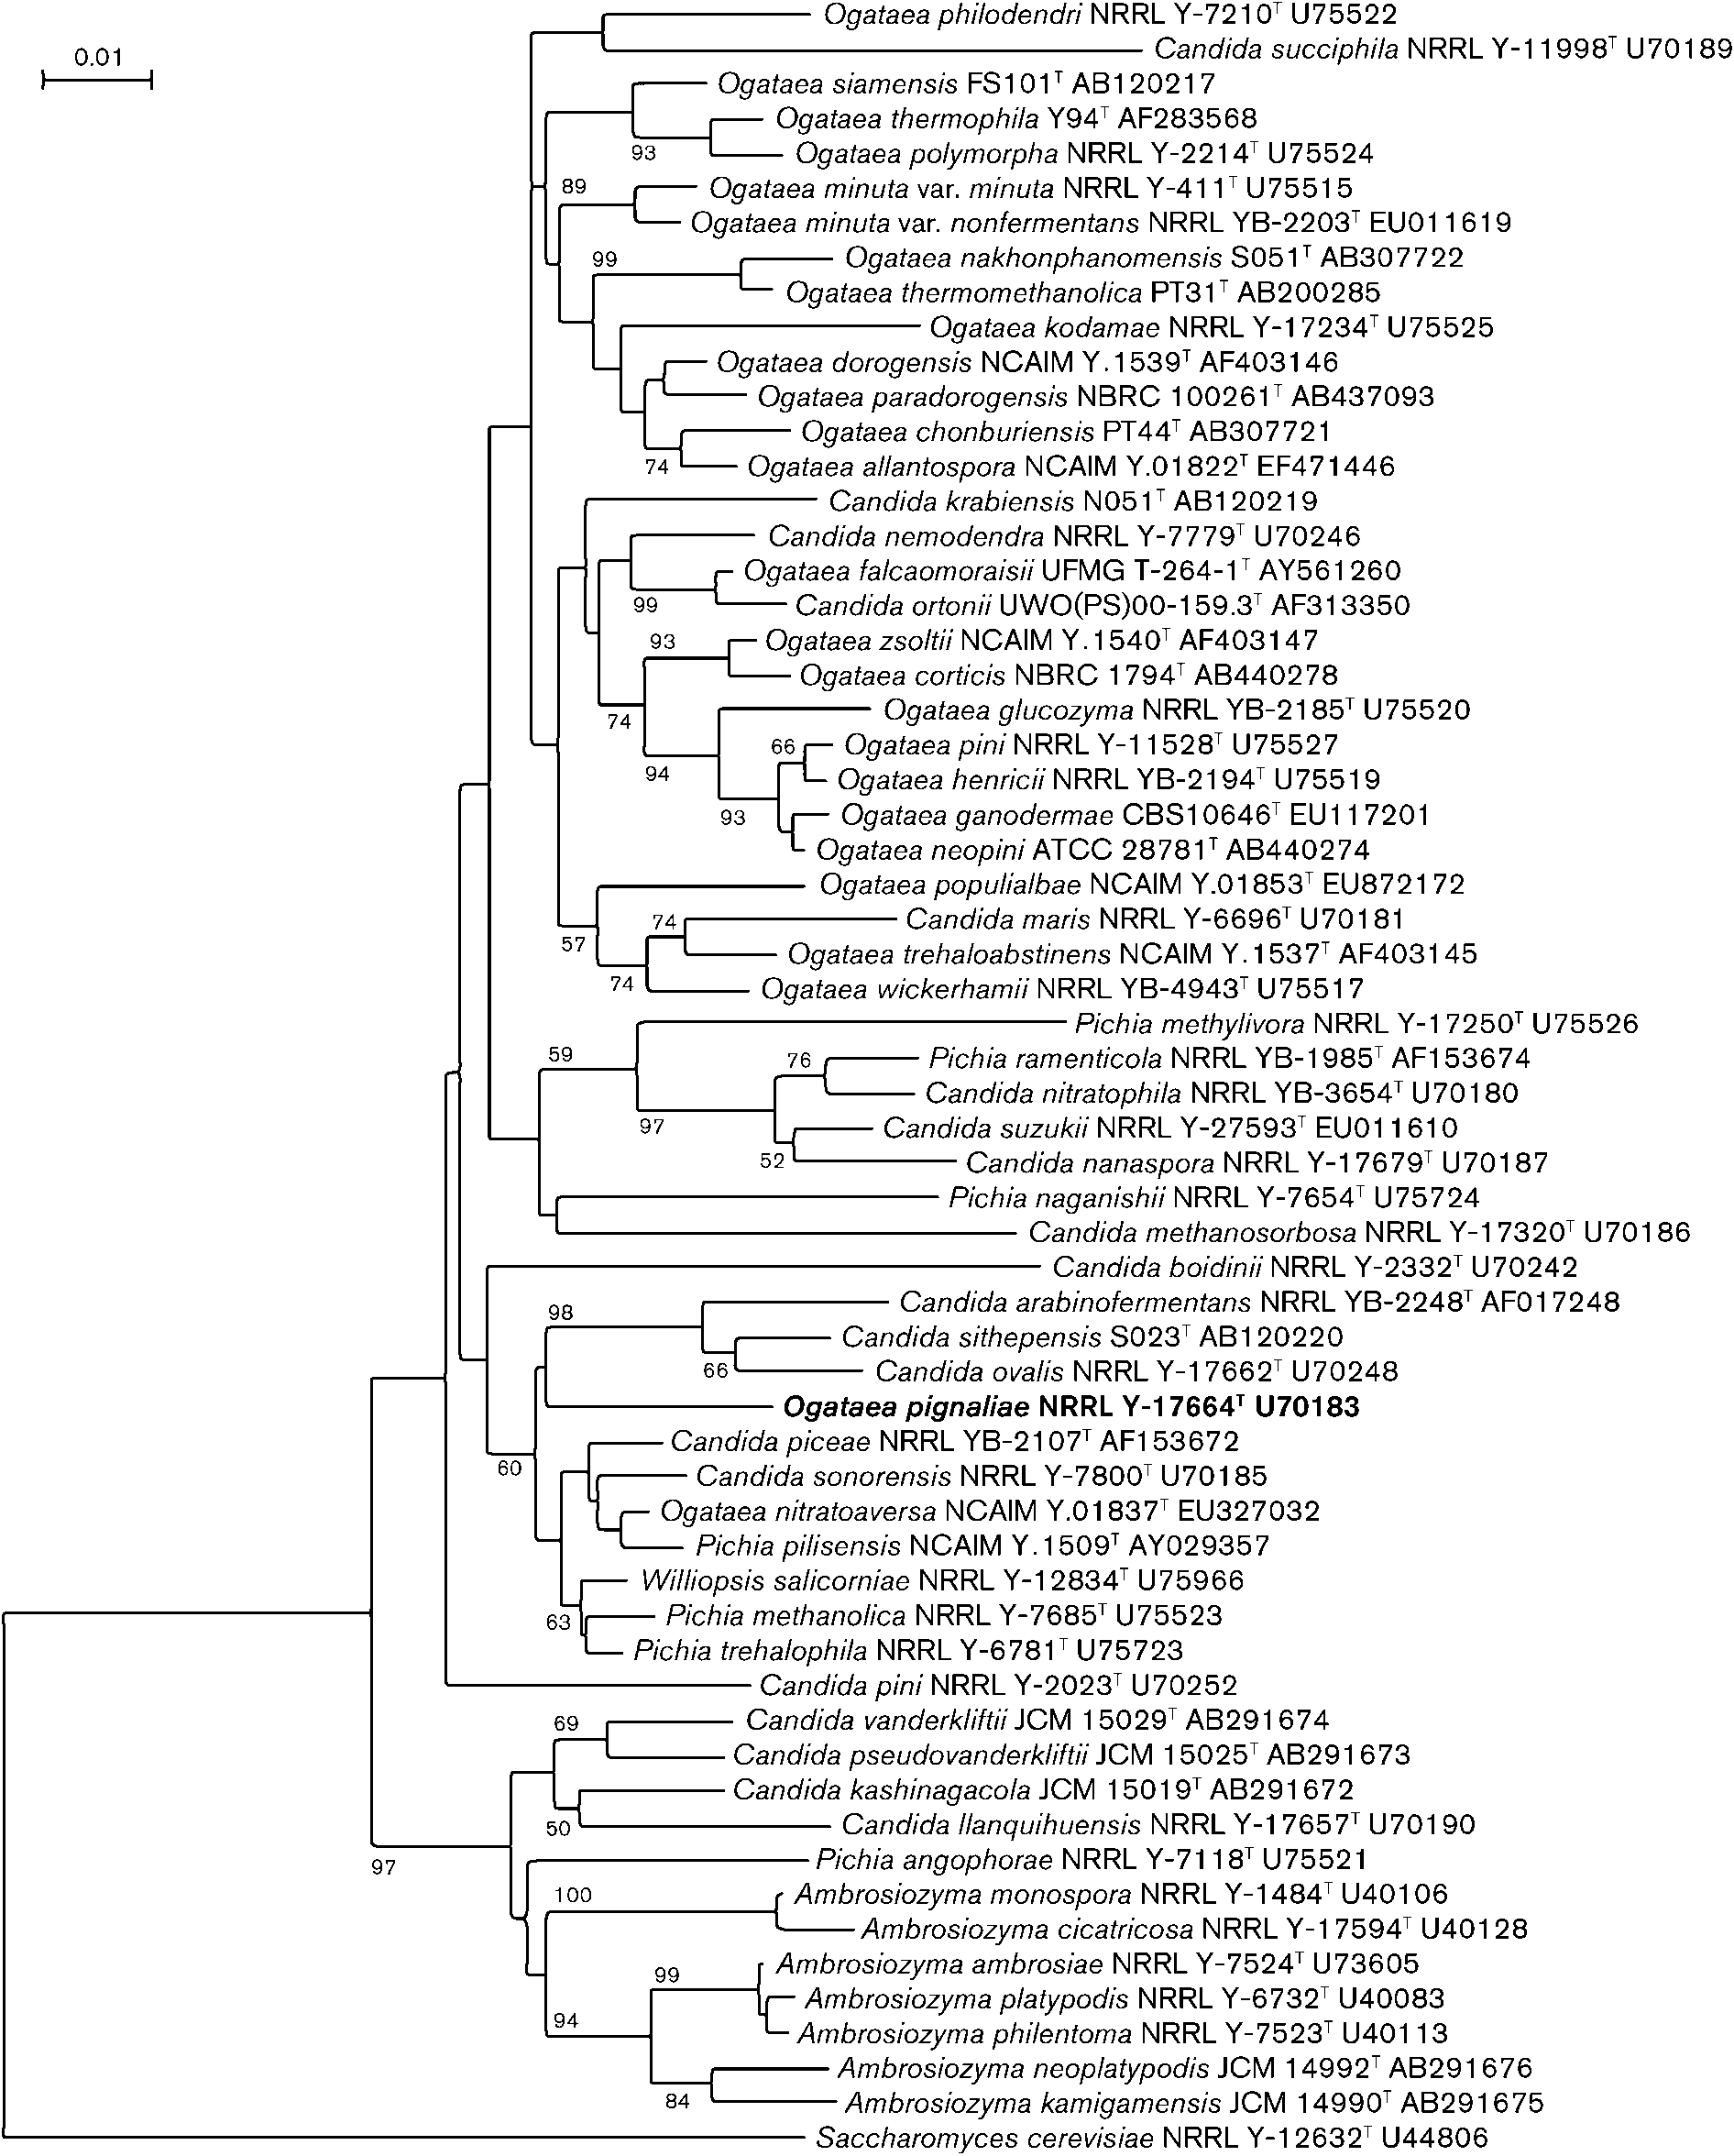 Ogataea philodendri NRRL Y-7210T U75522
0.01
Candida succiphila NRRL Y-11998T U70189
Ogataea siamensis FS101T AB120217
Ogataea thermophila Y94T AF283568
93
Ogataea polymorpha NRRL Y-2214T U75524
89
Ogataea minuta var. minuta NRRL Y-411T U75515
Ogataea minuta var. nonfermentans NRRL YB-2203T EU011619
99
Ogataea nakhonphanomensis S051T AB307722
Ogataea thermomethanolica PT31T AB200285
Ogataea kodamae NRRL Y-17234T U75525
Ogataea dorogensis NCAIM Y.1539T AF403146
Ogataea paradorogensis NBRC 100261T AB437093
Ogataea chonburiensis PT44T AB307721
74
Ogataea allantospora NCAIM Y.01822T EF471446
Candida krabiensis N051T AB120219
Candida nemodendra NRRL Y-7779T U70246
Ogataea falcaomoraisii UFMG T-264-1T AY561260
99
Candida ortonii UWO(PS)00-159.3T AF313350
93
Ogataea zsoltii NCAIM Y.1540T AF403147
Ogataea corticis NBRC 1794T AB440278
74
Ogataea glucozyma NRRL YB-2185T U75520
66
Ogataea pini NRRL Y-11528T U75527
94
Ogataea henricii NRRL YB-2194T U75519
93
Ogataea ganodermae CBS10646T EU117201
Ogataea neopini ATCC 28781T AB440274
Ogataea populialbae NCAIM Y.01853T EU872172
74
Candida maris NRRL Y-6696T U70181
57
Ogataea trehaloabstinens NCAIM Y.1537T AF403145
74
Ogataea wickerhamii NRRL YB-4943T U75517
Pichia methylivora NRRL Y-17250T U75526
59
76
Pichia ramenticola NRRL YB-1985T AF153674
Candida nitratophila NRRL YB-3654T U70180
97
Candida suzukii NRRL Y-27593T EU011610
52
Candida nanaspora NRRL Y-17679T U70187
Pichia naganishii NRRL Y-7654T U75724
Candida methanosorbosa NRRL Y-17320T U70186
Candida boidinii NRRL Y-2332T U70242
98
Candida arabinofermentans NRRL YB-2248T AF017248
Candida sithepensis S023T AB120220
66
Candida ovalis NRRL Y-17662T U70248
Ogataea pignaliae NRRL Y-17664T U70183
Candida piceae NRRL YB-2107T AF153672
60
Candida sonorensis NRRL Y-7800T U70185
Ogataea nitratoaversa NCAIM Y.01837T EU327032
Pichia pilisensis NCAIM Y.1509T AY029357
Williopsis salicorniae NRRL Y-12834T U75966
63
Pichia methanolica NRRL Y-7685T U75523
Pichia trehalophila NRRL Y-6781T U75723
Candida pini NRRL Y-2023T U70252
69
Candida vanderkliftii JCM 15029T AB291674
Candida pseudovanderkliftii JCM 15025T AB291673
Candida kashinagacola JCM 15019T AB291672
50
Candida llanquihuensis NRRL Y-17657T U70190
97
Pichia angophorae NRRL Y-7118T U75521
100
Ambrosiozyma monospora NRRL Y-1484T U40106
Ambrosiozyma cicatricosa NRRL Y-17594T U40128
99
Ambrosiozyma ambrosiae NRRL Y-7524T U73605
Ambrosiozyma platypodis NRRL Y-6732T U40083
94
Ambrosiozyma philentoma NRRL Y-7523T U40113
Ambrosiozyma neoplatypodis JCM 14992T AB291676
84
Ambrosiozyma kamigamensis JCM 14990T AB291675
Saccharomyces cerevisiae NRRL Y-12632T U44806